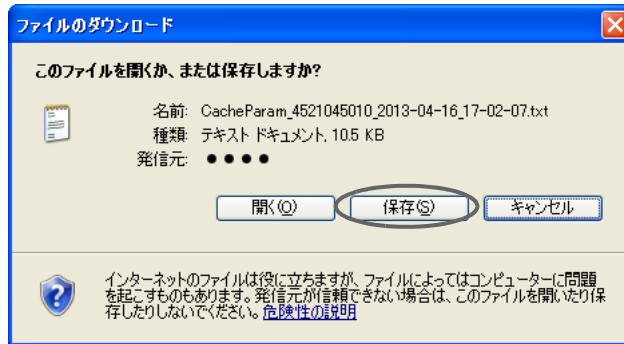 ファイルのダウンロード
このファイルを開くか、または保存しますか?
名前: CacheParam_4521045010_2013-04-16_17-02-07.txt
種類: テキスト ドキュメント, 10.5 KB
発信元: ●●●●
開く(O) 保存(S) キャンセル
インターネットのファイルは役に立ちますが、ファイルによってはコンピューターに問題
を起こすものもあります。発信元が信頼できない場合は、このファイルを開いたり保
存したりしないでください。危険性の説明